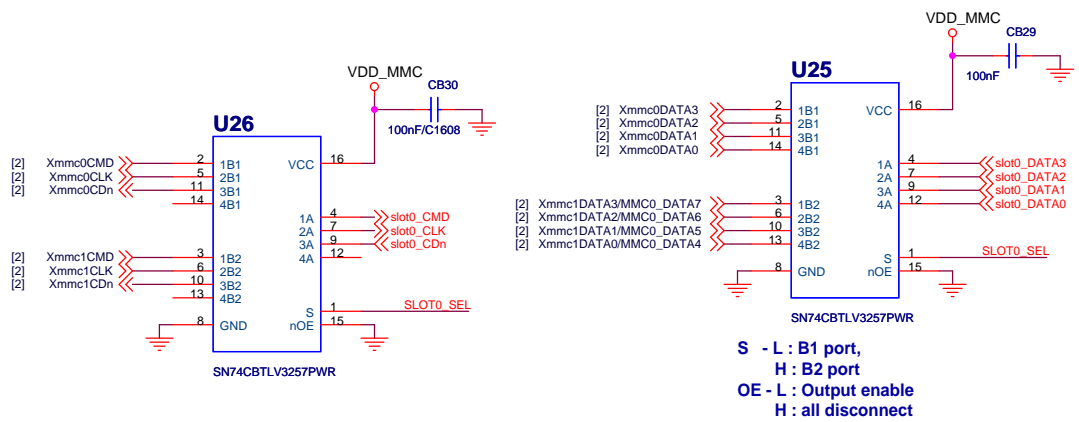 VDD_MMC
CB30
100nF/C1608
U26
[2] Xmmc0CMD 2 1B1 VCC 16
[2] Xmmc0CLK 5 2B1
[2] Xmmc0CDn 11 3B1
14 4B1
1A 4 slot0_CMD
2A 7 slot0_CLK
3A 9 slot0_CDn
4A 12
[2] Xmmc1CMD 3 1B2
[2] Xmmc1CLK 6 2B2
[2] Xmmc1CDn 10 3B2
13 4B2
S 1 SLOT0_SEL
8 GND nOE 15
SN74CBTLV3257PWR
VDD_MMC
CB29
100nF
U25
[2] Xmmc0DATA3 2 1B1 VCC 16
[2] Xmmc0DATA2 5 2B1
[2] Xmmc0DATA1 11 3B1
[2] Xmmc0DATA0 14 4B1
1A 4 slot0_DATA3
2A 7 slot0_DATA2
3A 9 slot0_DATA1
4A 12 slot0_DATA0
[2] Xmmc1DATA3/MMC0_DATA7 3 1B2
[2] Xmmc1DATA2/MMC0_DATA6 6 2B2
[2] Xmmc1DATA1/MMC0_DATA5 10 3B2
[2] Xmmc1DATA0/MMC0_DATA4 13 4B2
S 1 SLOT0_SEL
8 GND nOE 15
SN74CBTLV3257PWR
S - L : B1 port,
H : B2 port
OE - L : Output enable
H : all disconnect